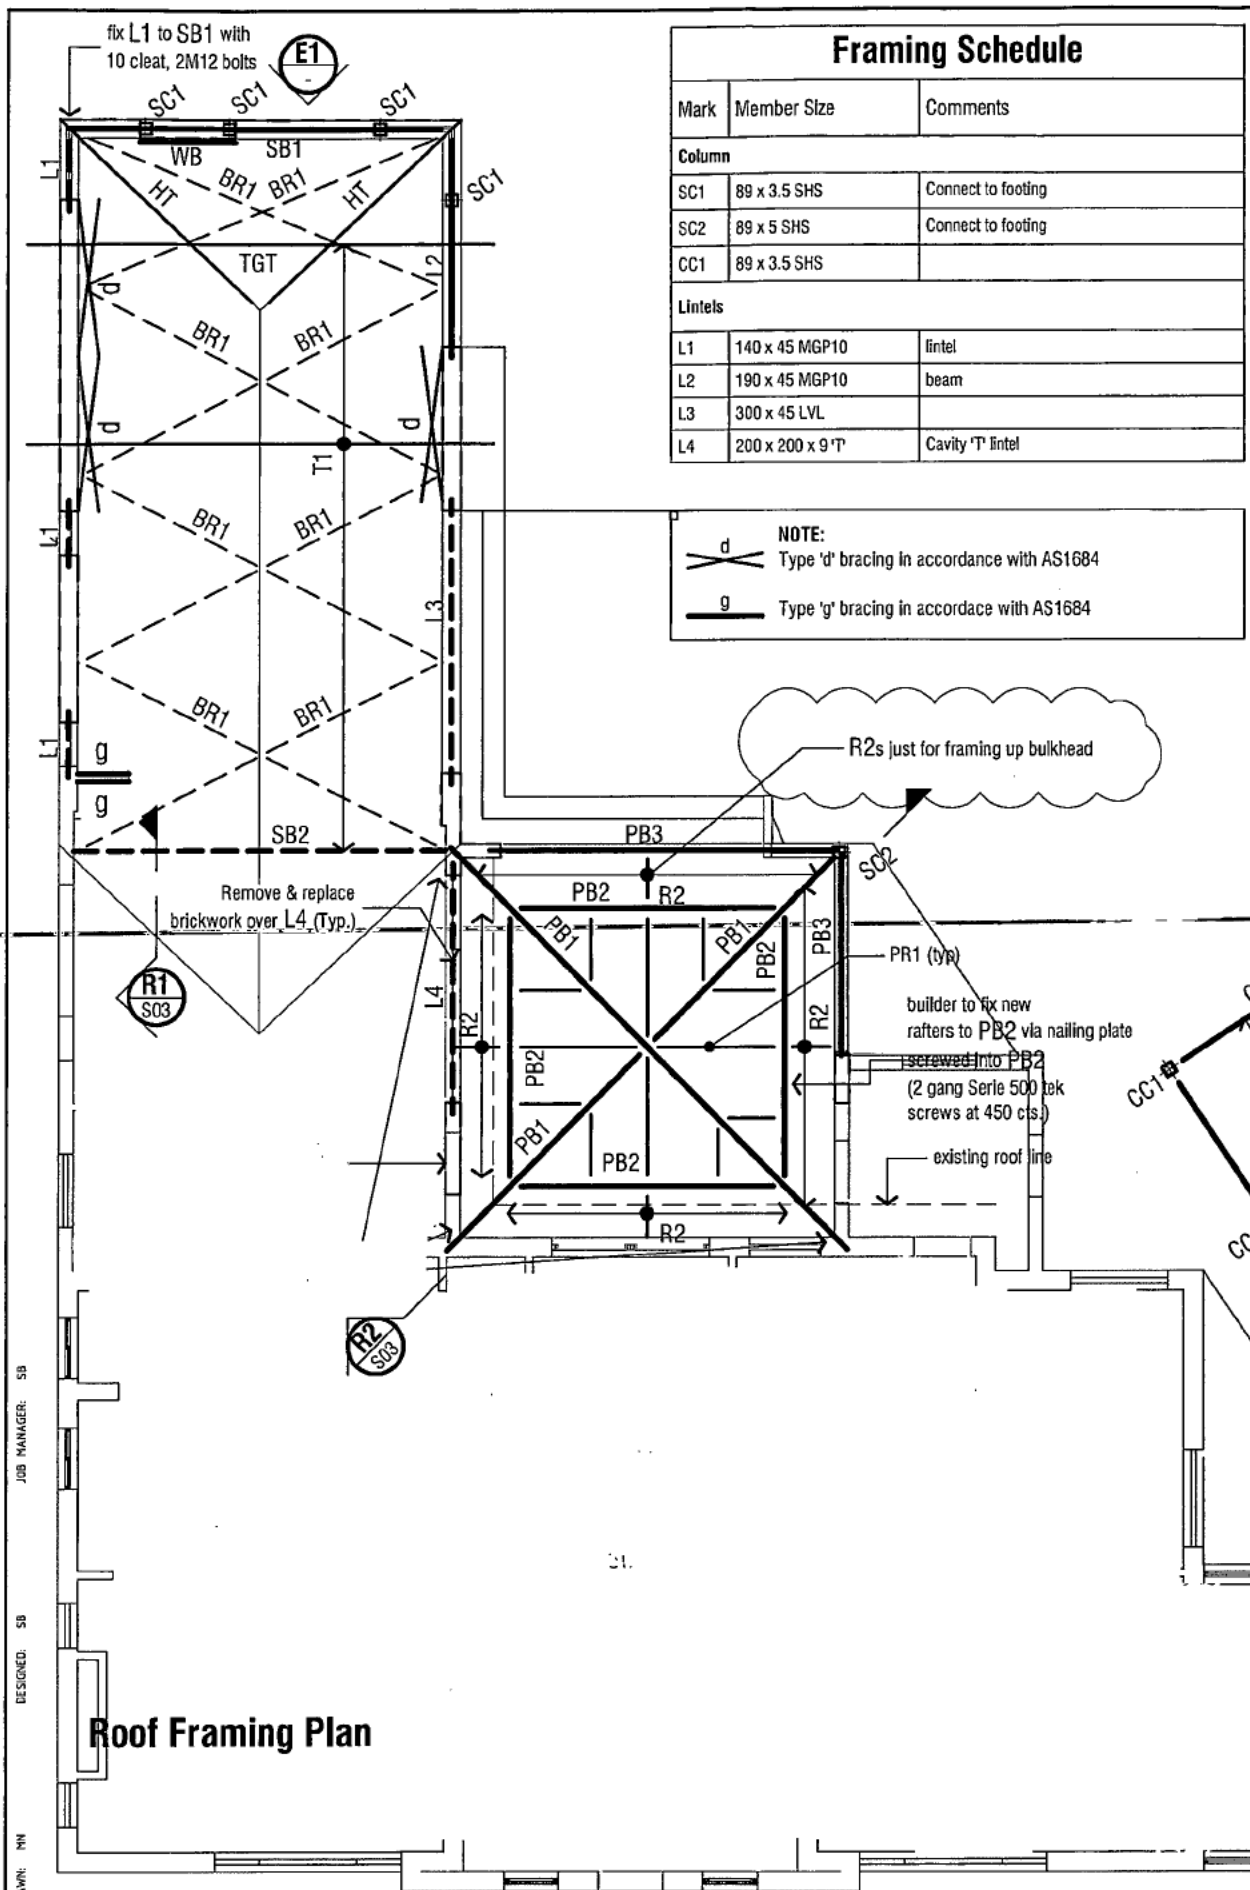 fix L1 to SB1 with
10 cleat, 2M12 bolts
E1
-
SC1
SC1
SC1
L1
WB
SB1
HT
BR1
BR1
HT
SC1
TGT
L2
d
BR1
BR1
d
d
T1
BR1
BR1
L1
L3
BR1
BR1
L1
g
g
SB2
Remove & replace
brickwork over L4 (Typ.)
R1
S03
L4
Framing Schedule
Mark Member Size Comments
Column
SC1 89 x 3.5 SHS Connect to footing
SC2 89 x 5 SHS Connect to footing
CC1 89 x 3.5 SHS
Lintels
L1 140 x 45 MGP10 lintel
L2 190 x 45 MGP10 beam
L3 300 x 45 LVL
L4 200 x 200 x 9 'T' Cavity 'T' lintel
NOTE:
d
Type 'd' bracing in accordance with AS1684
g
Type 'g' bracing in accordace with AS1684
R2s just for framing up bulkhead
PB3
SC2
PB2
R2
PB1
PB1
PB2
PB3
PR1 (typ)
R2
PB2
R2
builder to fix new
rafters to PB2 via nailing plate
screwed into PB2
(2 gang Serie 500 tek
screws at 450 cts.)
CC1
PB1
PB2
existing roof line
R2
R2
S03
JOB MANAGER: SB
DESIGNED: SB
Roof Framing Plan
MN